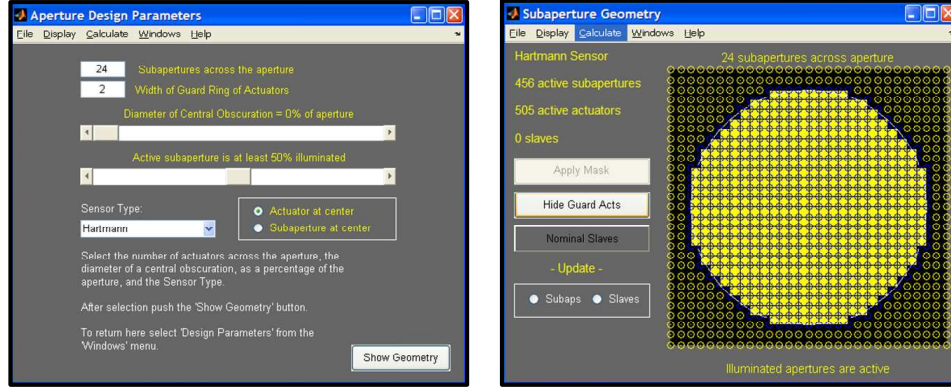 Aperture Design Parameters
File Display Calculate Windows Help
24 Subapertures across the aperture
2 Width of Guard Ring of Actuators
Diameter of Central Obscuration = 0% of aperture
Active subaperture is at least 50% illuminated
Sensor Type:
Hartmann
Actuator at center
Subaperture at center
Select the number of actuators across the aperture, the
diameter of a central obscuration, as a percentage of the
aperture, and the Sensor Type.
After selection push the 'Show Geometry' button.
To return here select 'Design Parameters' from the
'Windows' menu.
Show Geometry
Subaperture Geometry
File Display Calculate Windows Help
Hartmann Sensor
24 subapertures across aperture
456 active subapertures
505 active actuators
0 slaves
Apply Mask
Hide Guard Acts
Nominal Slaves
- Update -
Subaps Slaves
Illuminated apertures are active